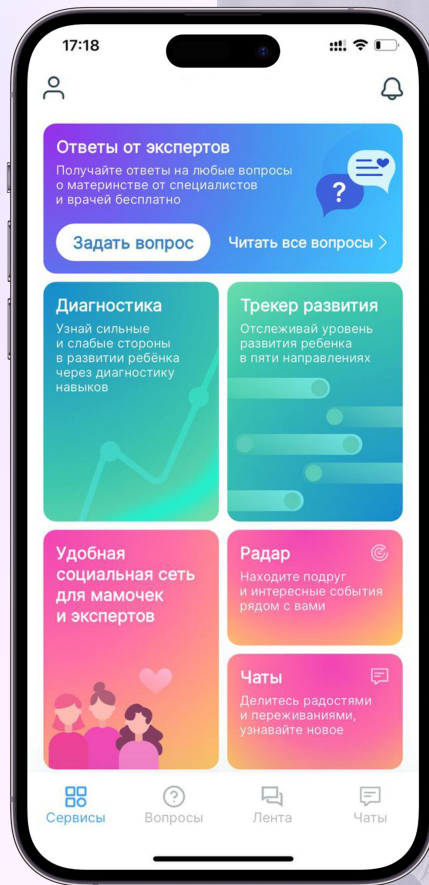 17:18
Ответы от экспертов
Получайте ответы на любые вопросы
о материнстве от специалистов
и врачей бесплатно
Задать вопрос
Читать все вопросы
Диагностика
Узнай сильные
и слабые стороны
в развитии ребёнка
через диагностику
навыков
Трекер развития
Отслеживай уровень
развития ребенка
в пяти направлениях
Удобная
социальная сеть
для мамочек
и экспертов
Радар
Находите подруг
и интересные события
рядом с вами
Чаты
Делитесь радостями
и переживаниями,
узнавайте новое
Сервисы
Вопросы
Лента
Чаты